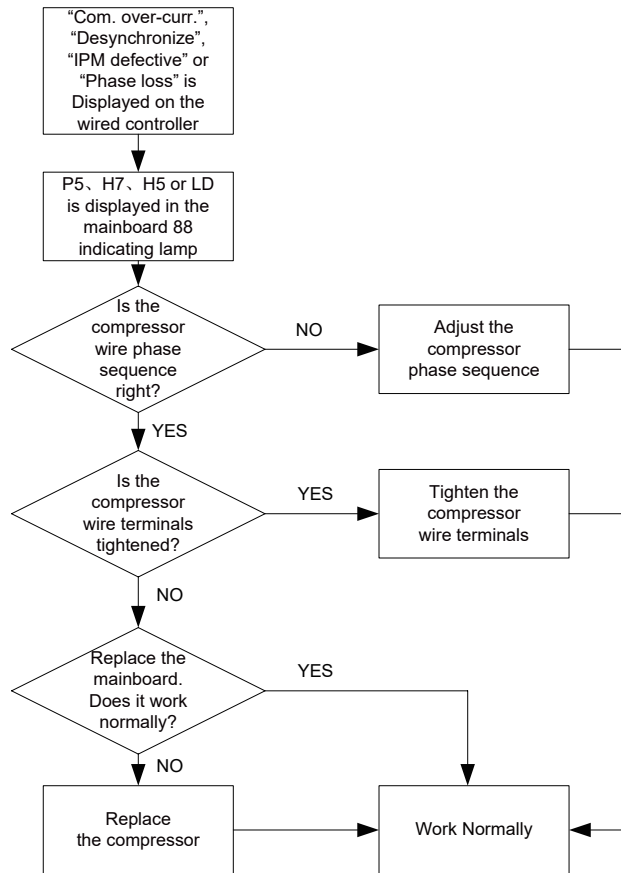 “Com. over-curr.”,
“Desynchronize”,
“IPM defective” or
“Phase loss” is
Displayed on the
wired controller
P5、H7、H5 or LD
is displayed in the
mainboard 88
indicating lamp
Is the
compressor
wire phase
sequence
right?
NO
Adjust the
compressor
phase sequence
YES
Is the
compressor
wire terminals
tightened?
YES
Tighten the
compressor
wire terminals
NO
Replace the
mainboard.
Does it work
normally?
YES
NO
Replace
the compressor
Work Normally